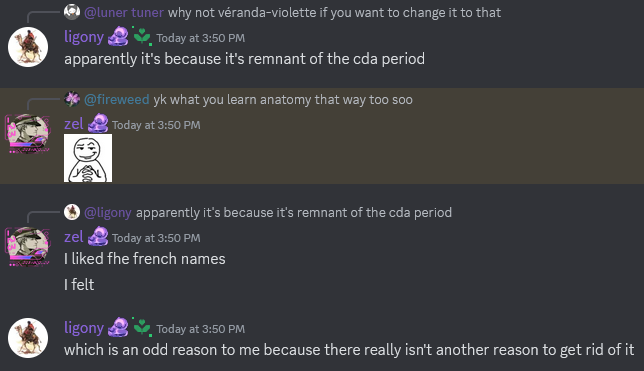 @luner tuner why not véranda-violette if you want to change it to that
ligony Today at 3:50 PM
apparently it's because it's remnant of the cda period
@fireweed yk what you learn anatomy that way too soo
zel Today at 3:50 PM
@ligony apparently it's because it's remnant of the cda period
zel Today at 3:50 PM
I liked fhe french names
I felt
ligony Today at 3:50 PM
which is an odd reason to me because there really isn't another reason to get rid of it